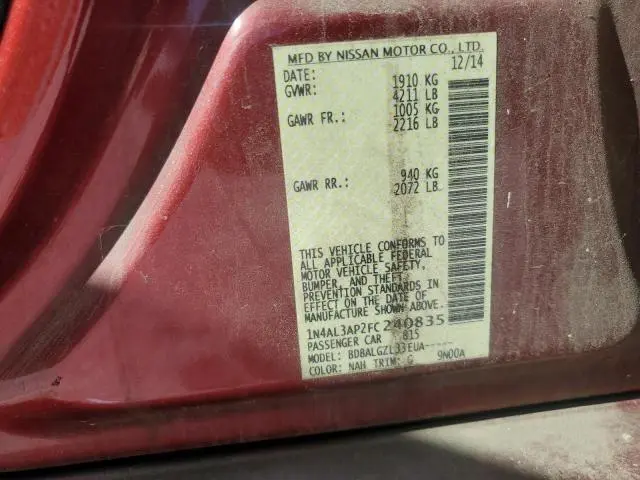 MFD BY NISSAN MOTOR CO., LTD.
DATE: 12/14
GVWR: 1910 KG
4211 LB
GAWR FR.: 1005 KG
2216 LB
GAWR RR.: 940 KG
2072 LB
THIS VEHICLE CONFORMS TO
ALL APPLICABLE FEDERAL
MOTOR VEHICLE SAFETY,
BUMPER, AND THEFT
PREVENTION STANDARDS IN
EFFECT ON THE DATE OF
MANUFACTURE SHOWN ABOVE.
1N4AL3AP2FC240835
PASSENGER CAR 815
MODEL: BDBALGZL33EUA-----
COLOR: NAH TRIM: G 9N00A